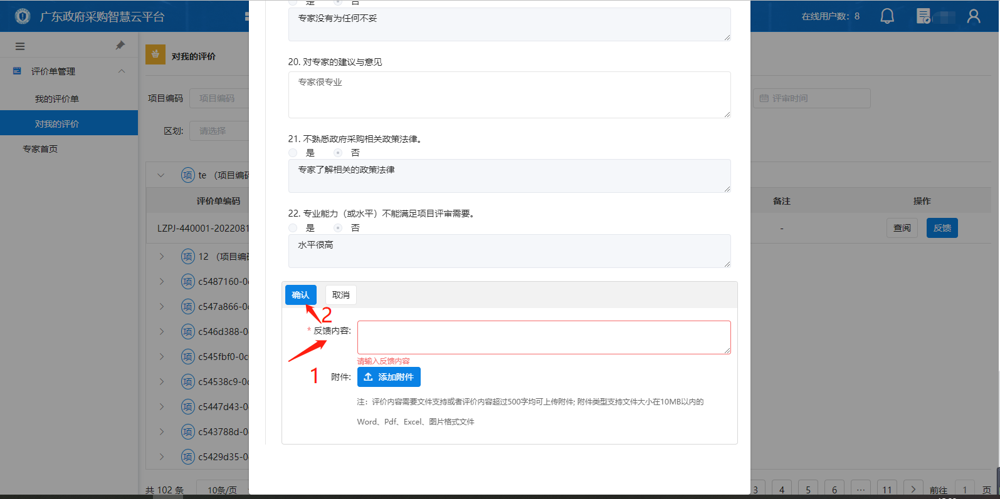 广东政府采购智慧云平台
在线用户数：8
评价单管理
我的评价单
对我的评价
专家首页
对我的评价
项目编码
项目编码
评审时间
区划:
请选择
是 否
专家没有为任何不妥
20. 对专家的建议与意见
专家很专业
21. 不熟悉政府采购相关政策法律。
是 否
专家了解相关的政策法律
22. 专业能力（或水平）不能满足项目评审需要。
是 否
水平很高
确认
取消
2
* 反馈内容:
请输入反馈内容
1
附件:
添加附件
注：评价内容需要文件支持或者评价内容超过500字均可上传附件; 附件类型支持文件大小在10MB以内的
Word、Pdf、Excel、图片格式文件
项 te （项目编码
评价单编码
备注
操作
LZPJ-440001-2022081
-
查阅
反馈
项 12 （项目编码
项 c5487160-0
项 c547a866-0
项 c546d388-0
项 c545fbf0-0
项 c54538c9-0
项 c5447d43-0
项 c543788d-0
项 c5429d35-0
共 102 条
10条/页
3 4 5 6 ··· 11
前往 1 页